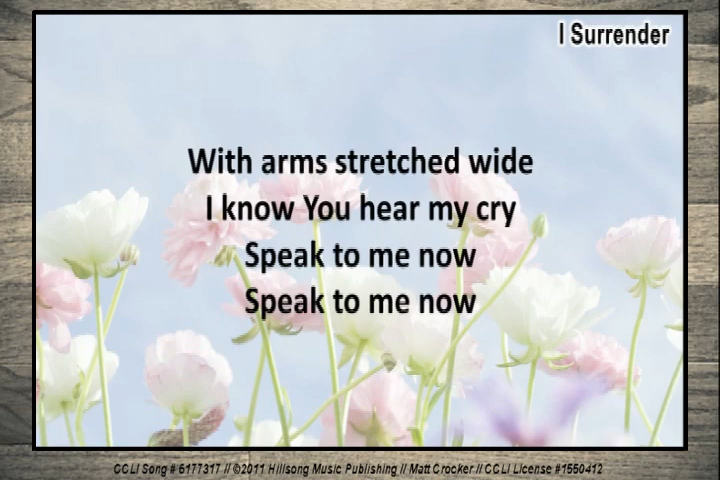 I Surrender
With arms stretched wide
I know You hear my cry
Speak to me now
Speak to me now
CCLI Song # 6177317 // ©2011 Hillsong Music Publishing // Matt Crocker // CCLI License #1550412